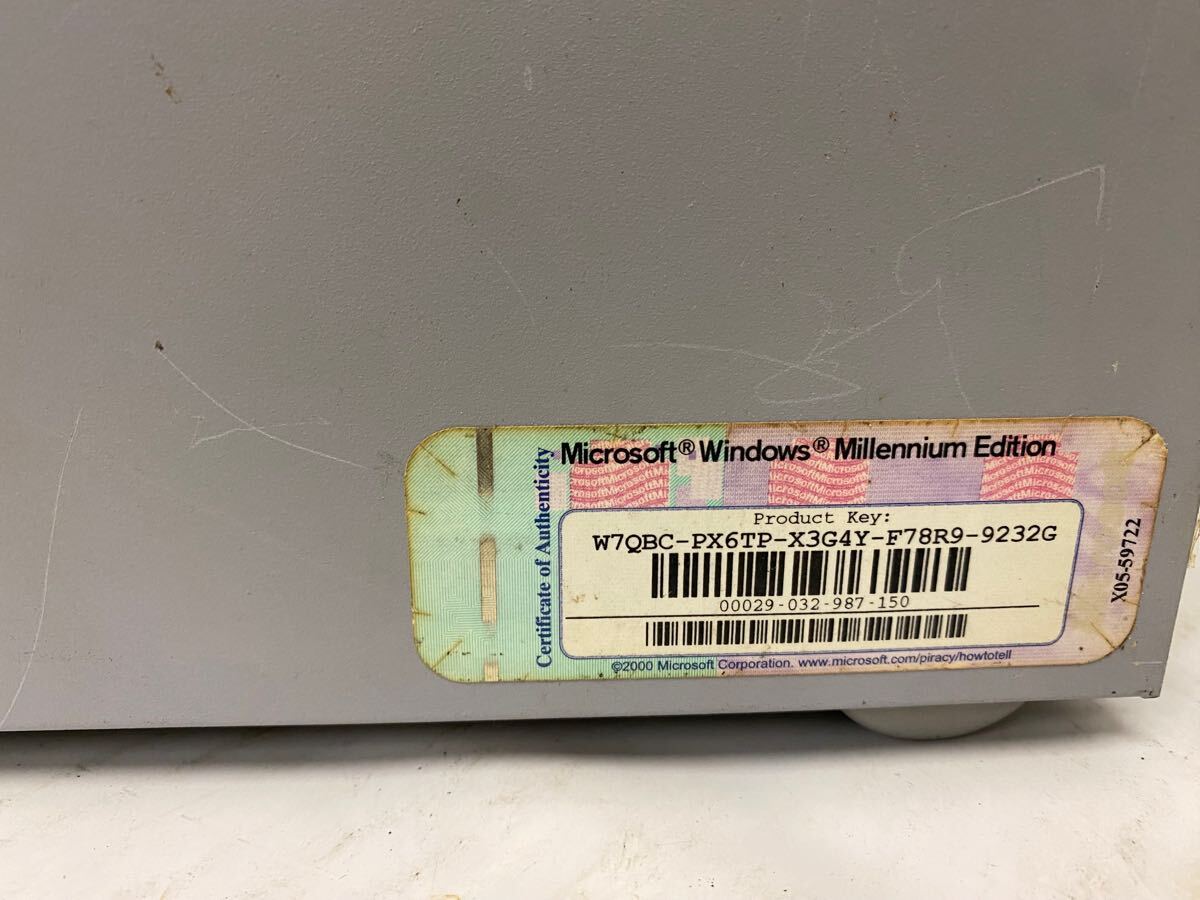 Microsoft® Windows® Millennium Edition
Certificate of Authenticity
Product Key:
W7QBC-PX6TP-X3G4Y-F78R9-9232G
00029-032-987-150
X05-59722
©2000 Microsoft Corporation. www.microsoft.com/piracy/howtotell